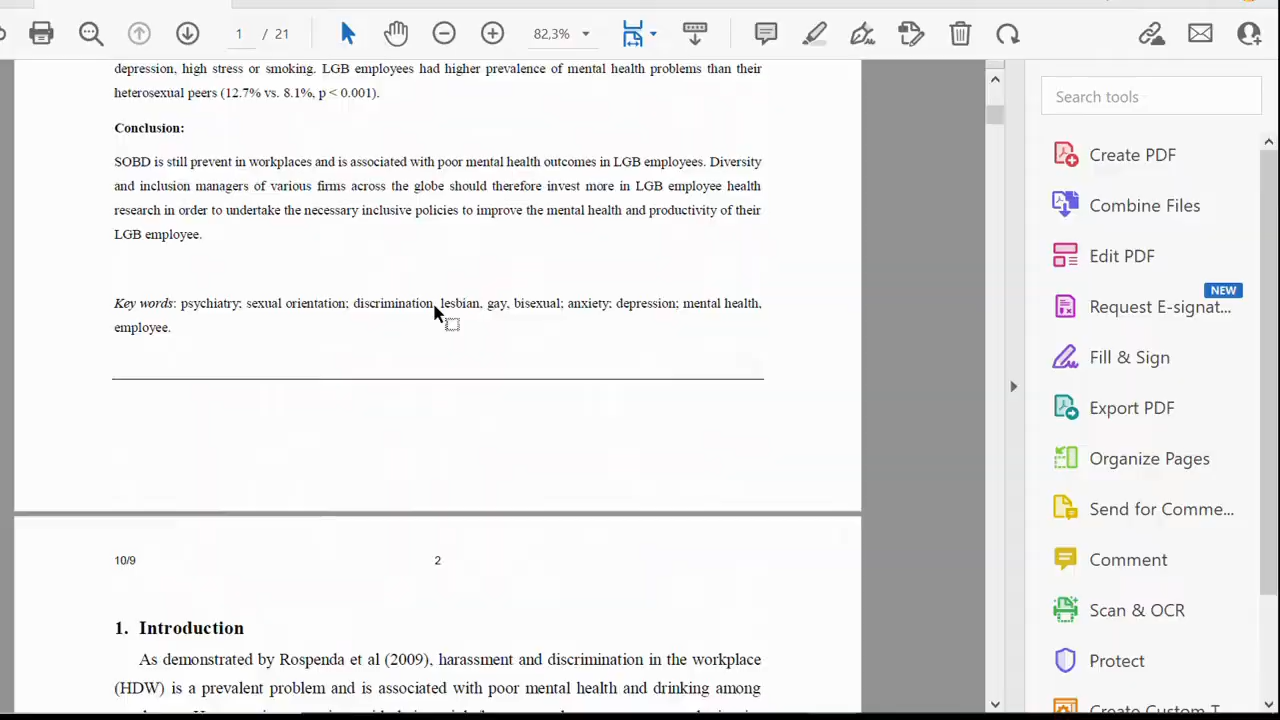 1 / 21
82,3%
depression, high stress or smoking. LGB employees had higher prevalence of mental health problems than their
heterosexual peers (12.7% vs. 8.1%, p < 0.001).
Conclusion:
SOBD is still prevent in workplaces and is associated with poor mental health outcomes in LGB employees. Diversity
and inclusion managers of various firms across the globe should therefore invest more in LGB employee health
research in order to undertake the necessary inclusive policies to improve the mental health and productivity of their
LGB employee.
Key words: psychiatry; sexual orientation; discrimination, lesbian, gay, bisexual; anxiety; depression; mental health,
employee.
10/9
2
1. Introduction
As demonstrated by Rospenda et al (2009), harassment and discrimination in the workplace
(HDW) is a prevalent problem and is associated with poor mental health and drinking among
Search tools
Create PDF
Combine Files
Edit PDF
NEW
Request E-signat...
Fill & Sign
Export PDF
Organize Pages
Send for Comme...
Comment
Scan & OCR
Protect
Create Custom T...